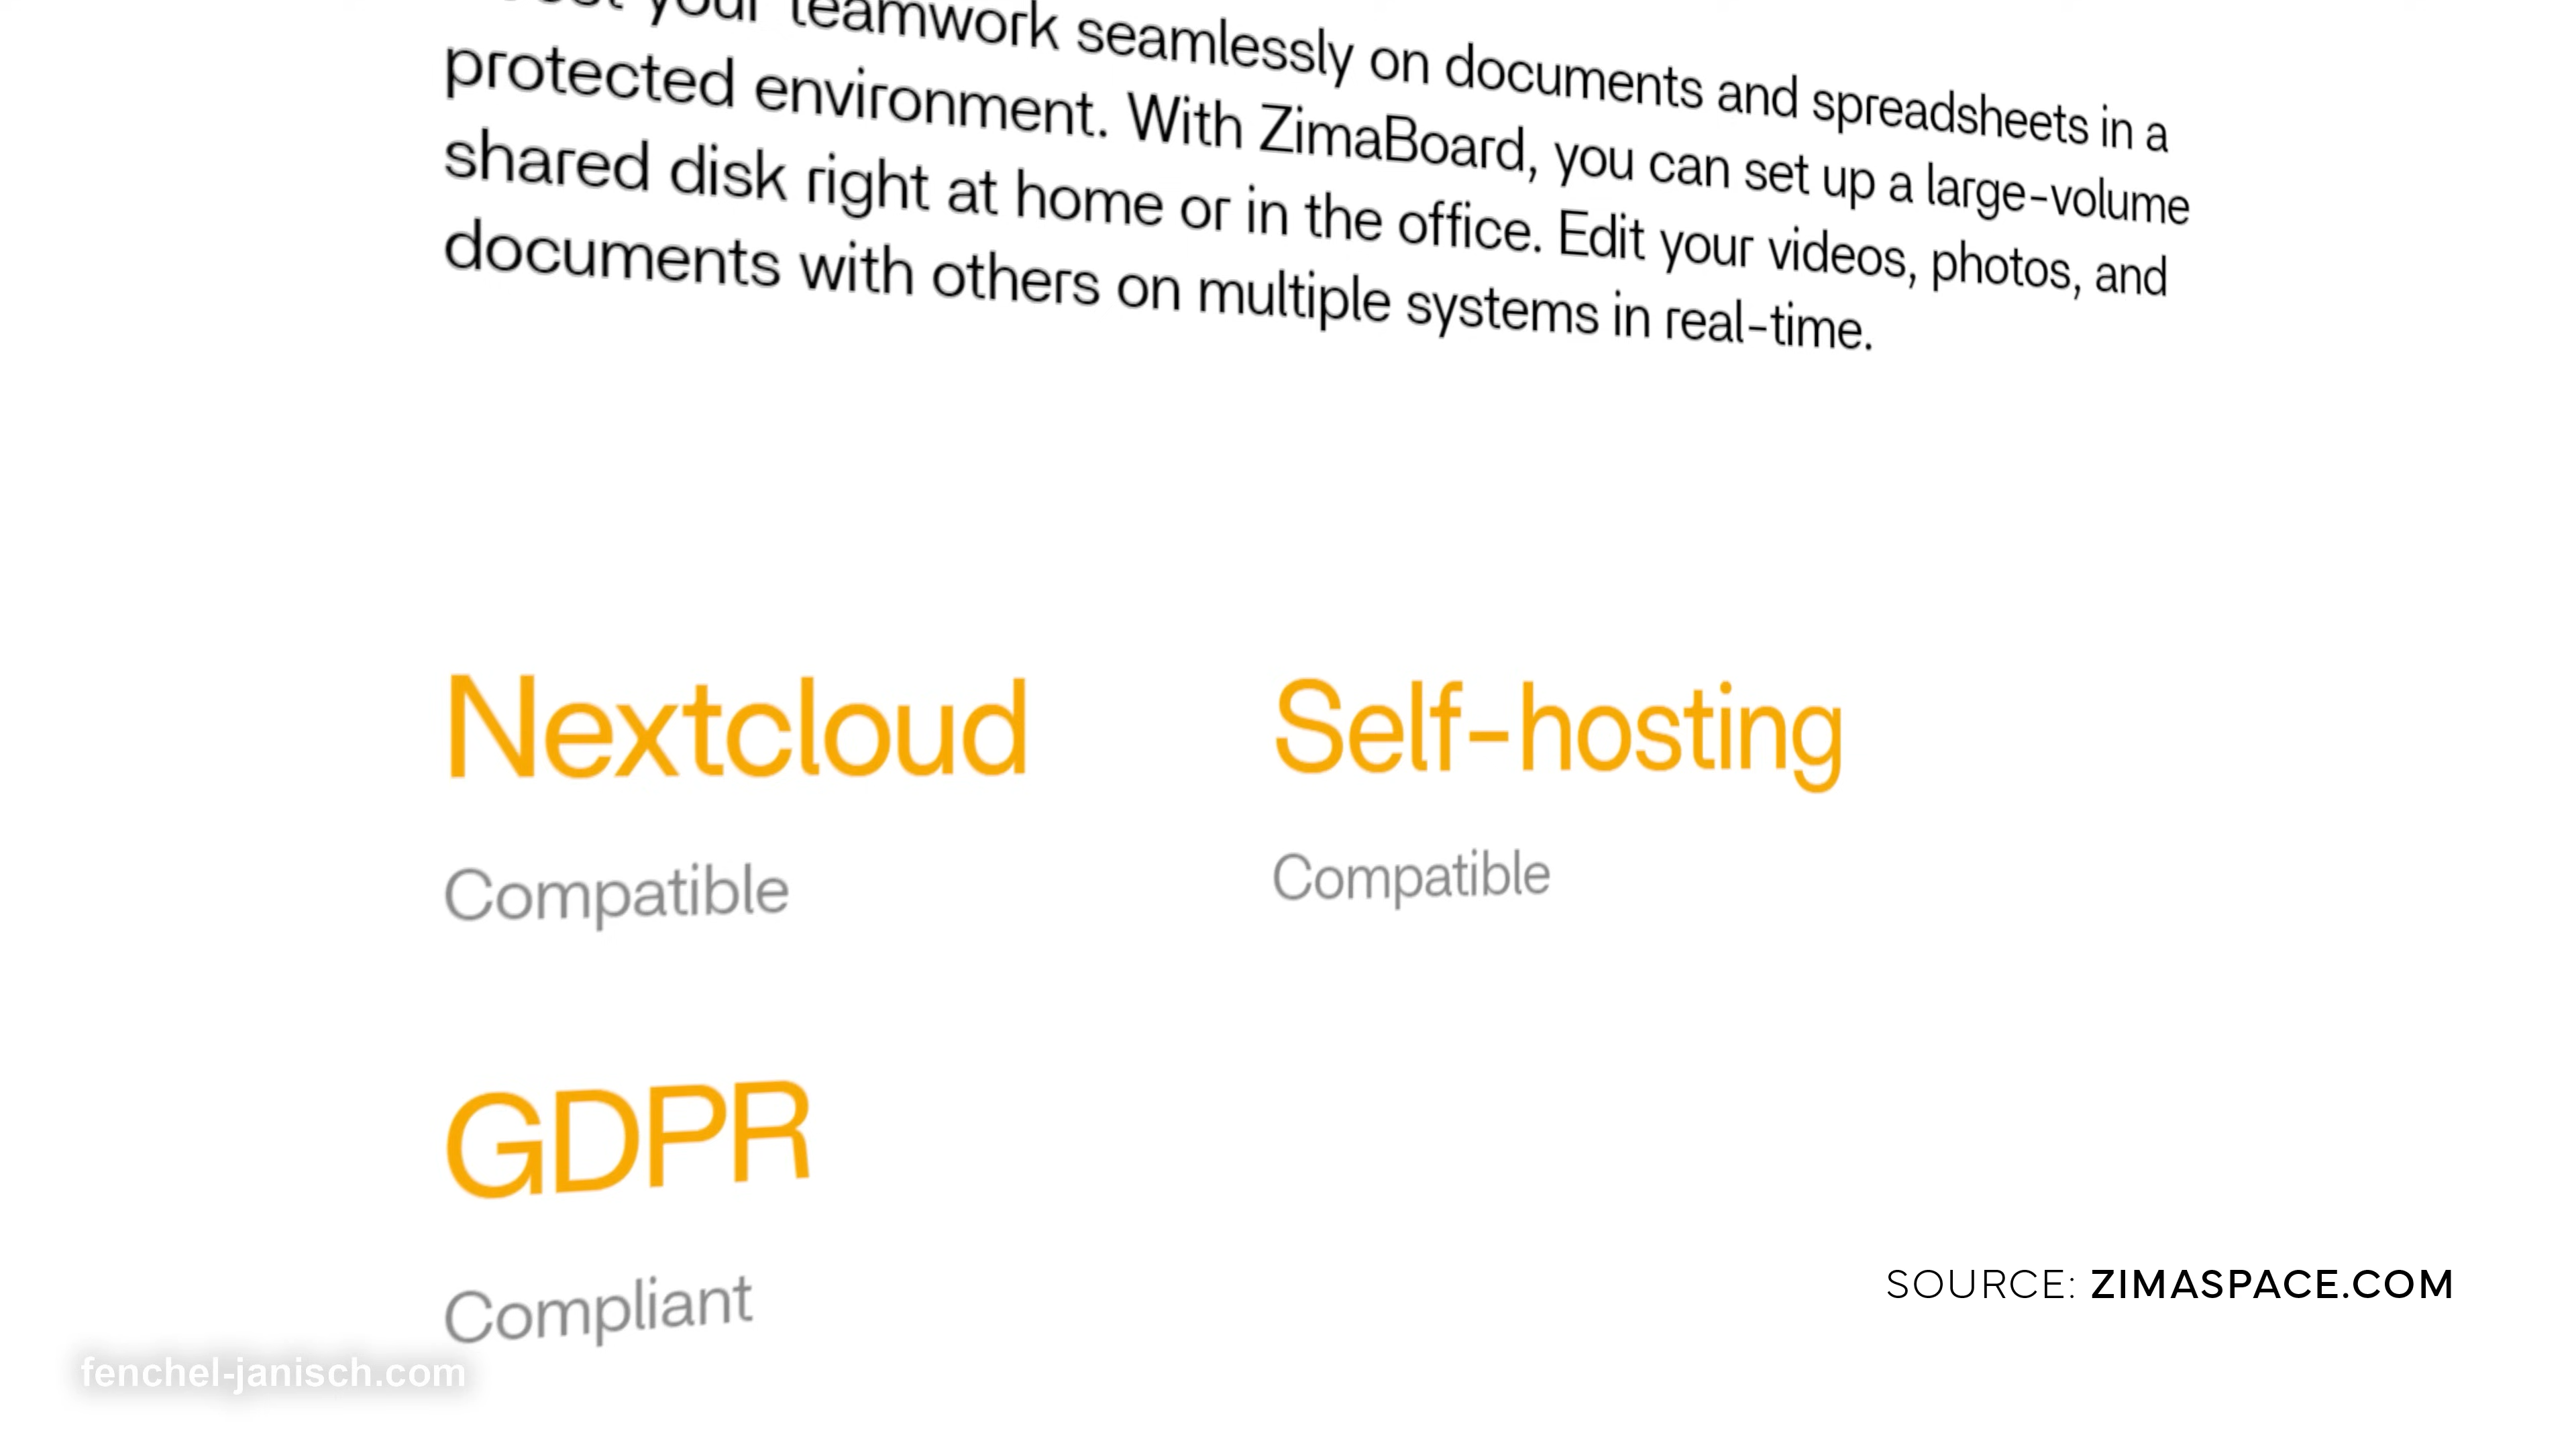 your teamwork seamlessly on documents and spreadsheets in a
protected environment. With ZimaBoard, you can set up a large-volume
shared disk right at home or in the office. Edit your videos, photos, and
documents with others on multiple systems in real-time.
Nextcloud
Compatible
Self-hosting
Compatible
GDPR
Compliant
SOURCE: ZIMASPACE.COM
fenchel-janisch.com